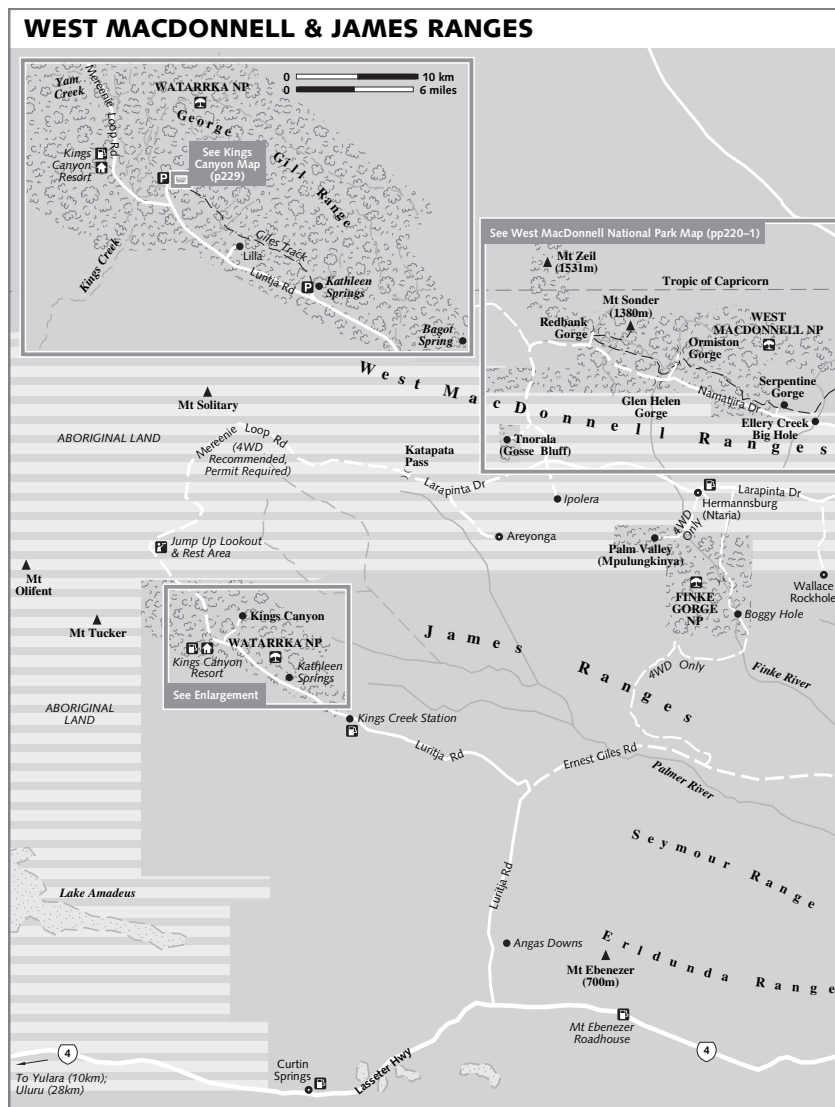 WEST MACDONNELL & JAMES RANGES
Yam
Creek
Mereenie Loop Rd
WATARRKA NP
0 10 km
0 6 miles
George Gill Range
Kings
Canyon
Resort
See Kings
Canyon Map
(p229)
Kings Creek
Giles Track
Lilla
Luritja Rd
Kathleen
Springs
Bagot
Spring
See West MacDonnell National Park Map (pp220–1)
Mt Zeil
(1531m)
Tropic of Capricorn
Mt Sonder
(1380m)
Redbank
Gorge
WEST
MACDONNELL NP
Ormiston
Gorge
Serpentine
Gorge
Namatjira Dr
Glen Helen
Gorge
Ellery Creek
Big Hole
West MacDonnell Ranges
Tnorala
(Gosse Bluff)
Mt Solitary
ABORIGINAL LAND
Mereenie Loop Rd
(4WD
Recommended,
Permit Required)
Katapata
Pass
Larapinta Dr
Ipolera
Larapinta Dr
Hermannsburg
(Ntaria)
4WD
Only
Areyonga
Jump Up Lookout
& Rest Area
Palm Valley
(Mpulungkinya)
Mt
Olifent
Wallace
Rockhole
FINKE
GORGE
NP
Boggy Hole
Mt Tucker
Kings Canyon
WATARRKA NP
Kings Canyon
Resort
Kathleen
Springs
See Enlargement
James Ranges
4WD Only
Finke River
ABORIGINAL
LAND
Kings Creek Station
Luritja Rd
Ernest Giles Rd
Palmer River
Seymour Range
Luritja Rd
Lake Amadeus
Angas Downs
Erldunda Range
Mt Ebenezer
(700m)
Mt Ebenezer
Roadhouse
4
4
To Yulara (10km);
Uluru (28km)
Curtin
Springs
Lasseter Hwy